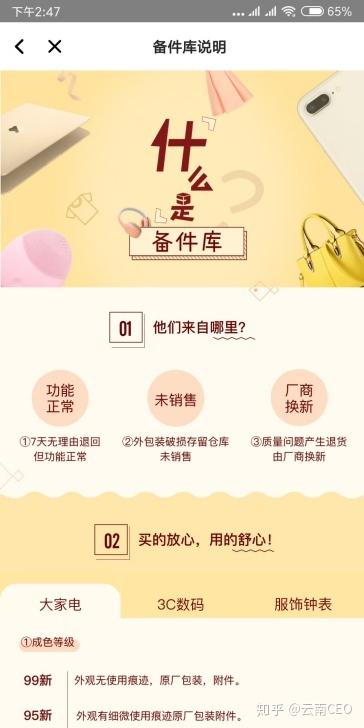 下午2:47
65%
备件库说明
什么是
备件库
01 他们来自哪里?
功能
正常
未销售
厂商
换新
①7天无理由退回
但功能正常
②外包装破损存留仓库
未销售
③质量问题产生退货
由厂商换新
02 买的放心，用的舒心!
大家电 3C数码 服饰钟表
①成色等级
99新 外观无使用痕迹，原厂包装，附件。
95新 外观有细微使用痕迹原厂包装附件。
知乎 @云南CEO